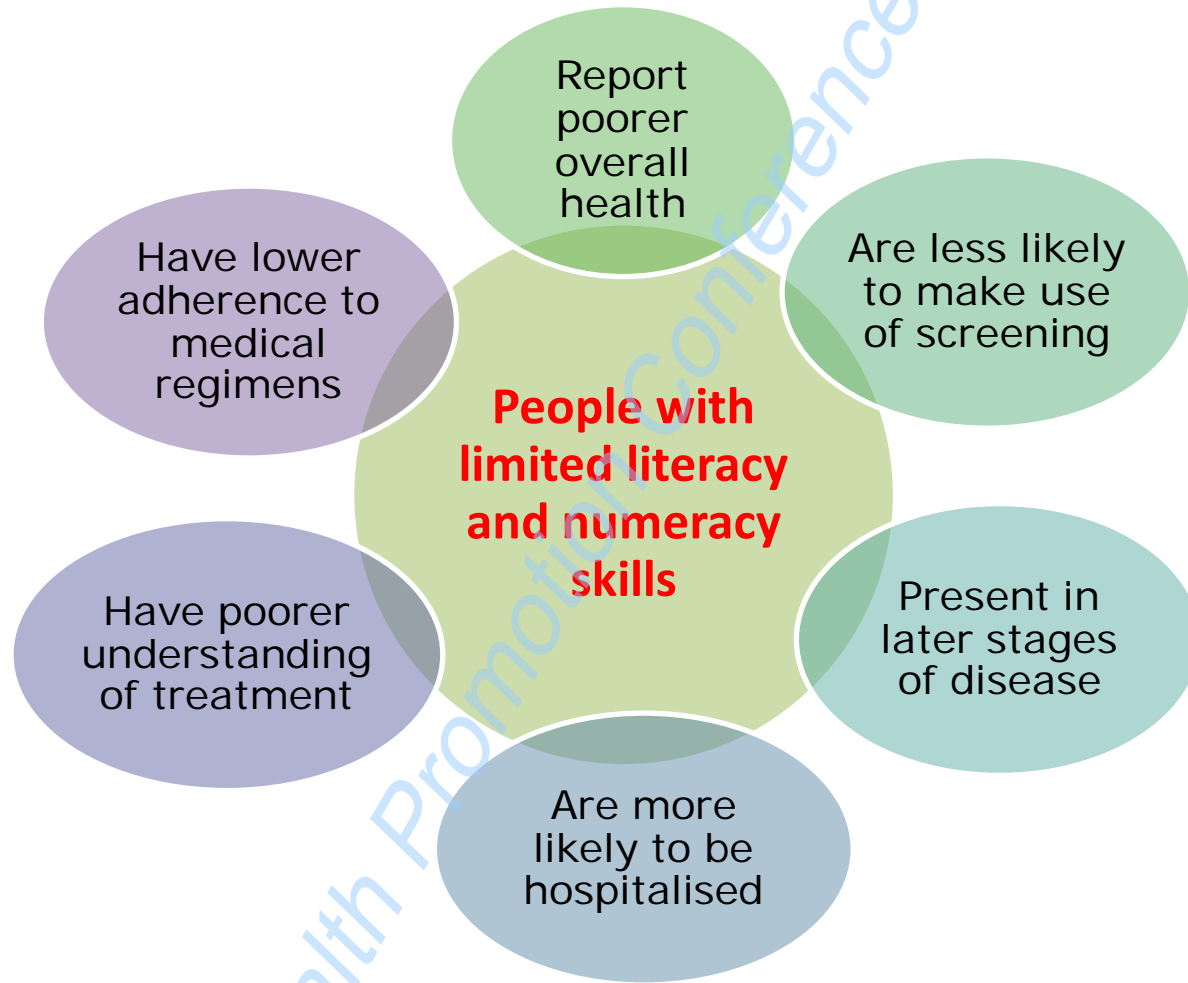 Report
poorer
overall
health
Are less likely
to make use
of screening
Present in
later stages
of disease
Are more
likely to be
hospitalised
Have poorer
understanding
of treatment
Have lower
adherence to
medical
regimens
People with
limited literacy
and numeracy
skills
alth Promotion Conference